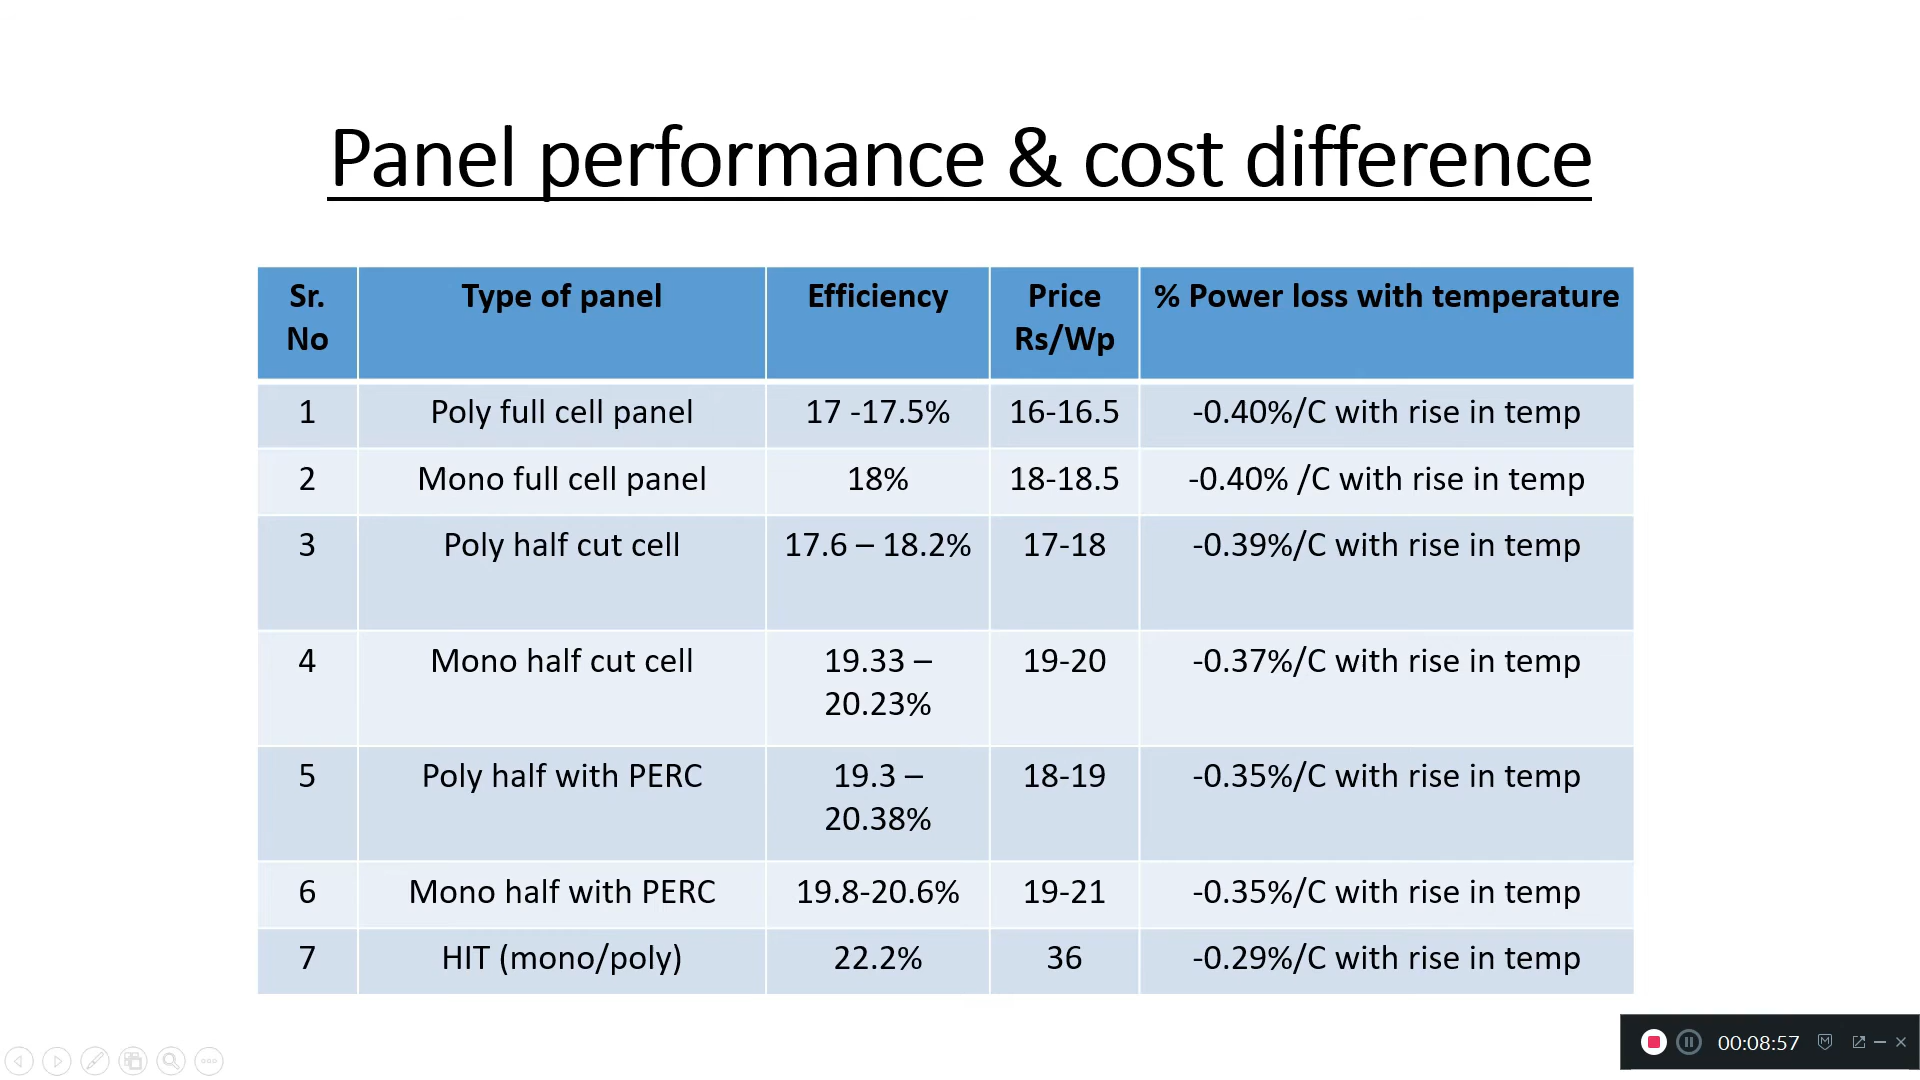 Panel performance & cost difference
Sr. No Type of panel Efficiency Price Rs/Wp % Power loss with temperature
1 Poly full cell panel 17 -17.5% 16-16.5 -0.40%/C with rise in temp
2 Mono full cell panel 18% 18-18.5 -0.40% /C with rise in temp
3 Poly half cut cell 17.6 – 18.2% 17-18 -0.39%/C with rise in temp
4 Mono half cut cell 19.33 – 20.23% 19-20 -0.37%/C with rise in temp
5 Poly half with PERC 19.3 – 20.38% 18-19 -0.35%/C with rise in temp
6 Mono half with PERC 19.8-20.6% 19-21 -0.35%/C with rise in temp
7 HIT (mono/poly) 22.2% 36 -0.29%/C with rise in temp
00:08:57